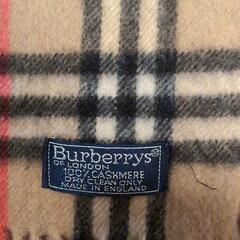 Burberrys®
OF LONDON
100% CASHMERE
DRY CLEAN ONLY
MADE IN ENGLAND